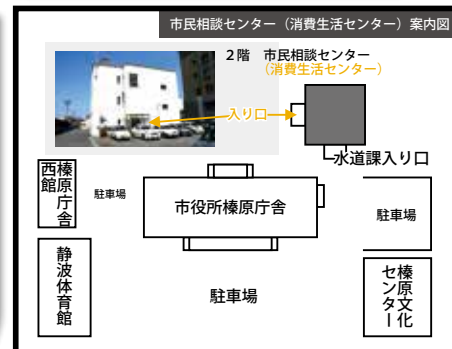 市民相談センター（消費生活センター）案内図
２階　市民相談センター
（消費生活センター）
入り口
水道課入り口
榛原庁舎
西館
駐車場
市役所榛原庁舎
駐車場
静波体育館
駐車場
榛原文化
センター